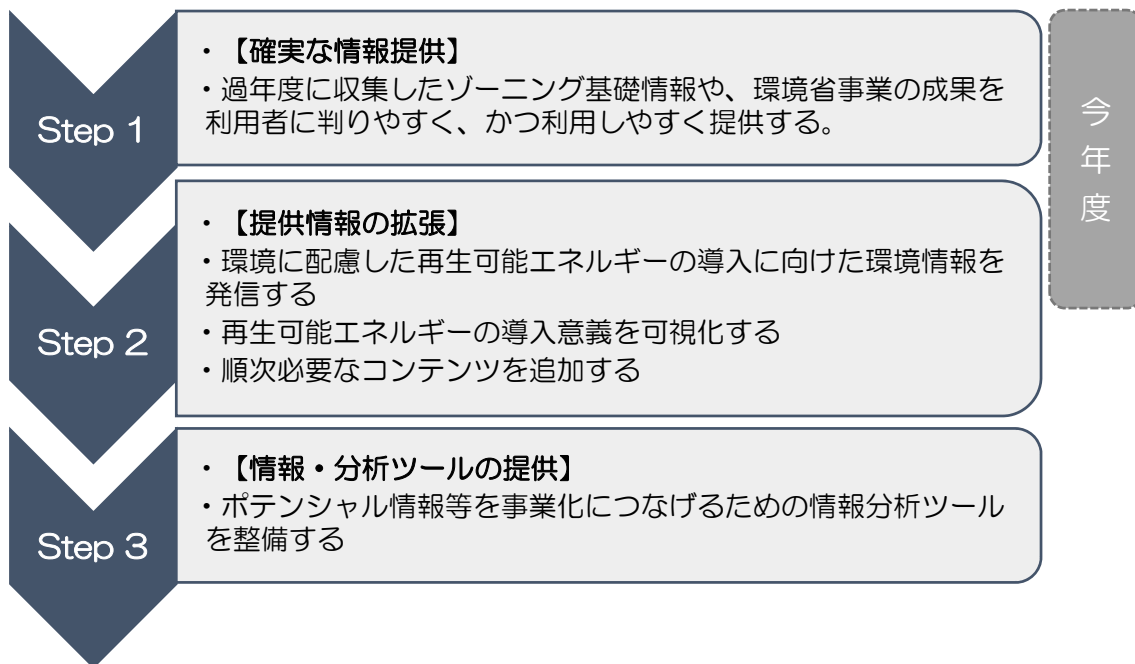 Step 1
・【確実な情報提供】
・過年度に収集したゾーニング基礎情報や、環境省事業の成果を
利用者に判りやすく、かつ利用しやすく提供する。
今年度
Step 2
・【提供情報の拡張】
・環境に配慮した再生可能エネルギーの導入に向けた環境情報を
発信する
・再生可能エネルギーの導入意義を可視化する
・順次必要なコンテンツを追加する
Step 3
・【情報・分析ツールの提供】
・ポテンシャル情報等を事業化につなげるための情報分析ツール
を整備する